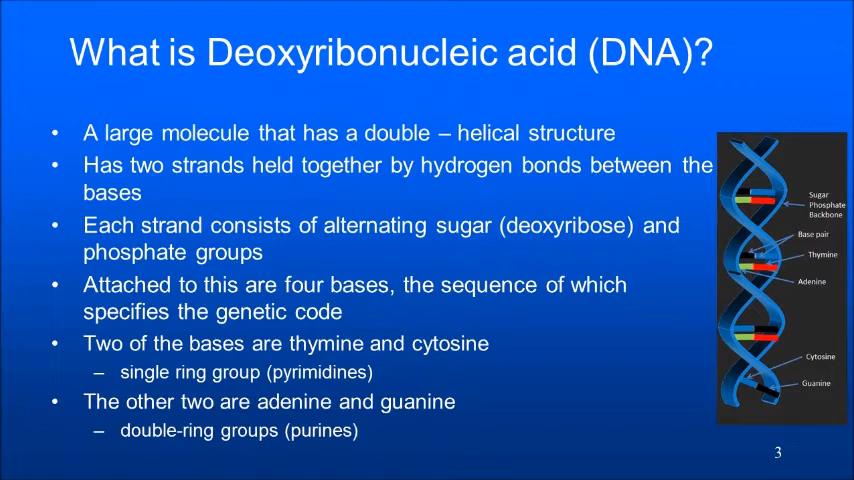 What is Deoxyribonucleic acid (DNA)?
• A large molecule that has a double – helical structure
• Has two strands held together by hydrogen bonds between the
bases
• Each strand consists of alternating sugar (deoxyribose) and
phosphate groups
• Attached to this are four bases, the sequence of which
specifies the genetic code
• Two of the bases are thymine and cytosine
– single ring group (pyrimidines)
• The other two are adenine and guanine
– double-ring groups (purines)
Sugar
Phosphate
Backbone
Base pair
Thymine
Adenine
Cytosine
Guanine
3